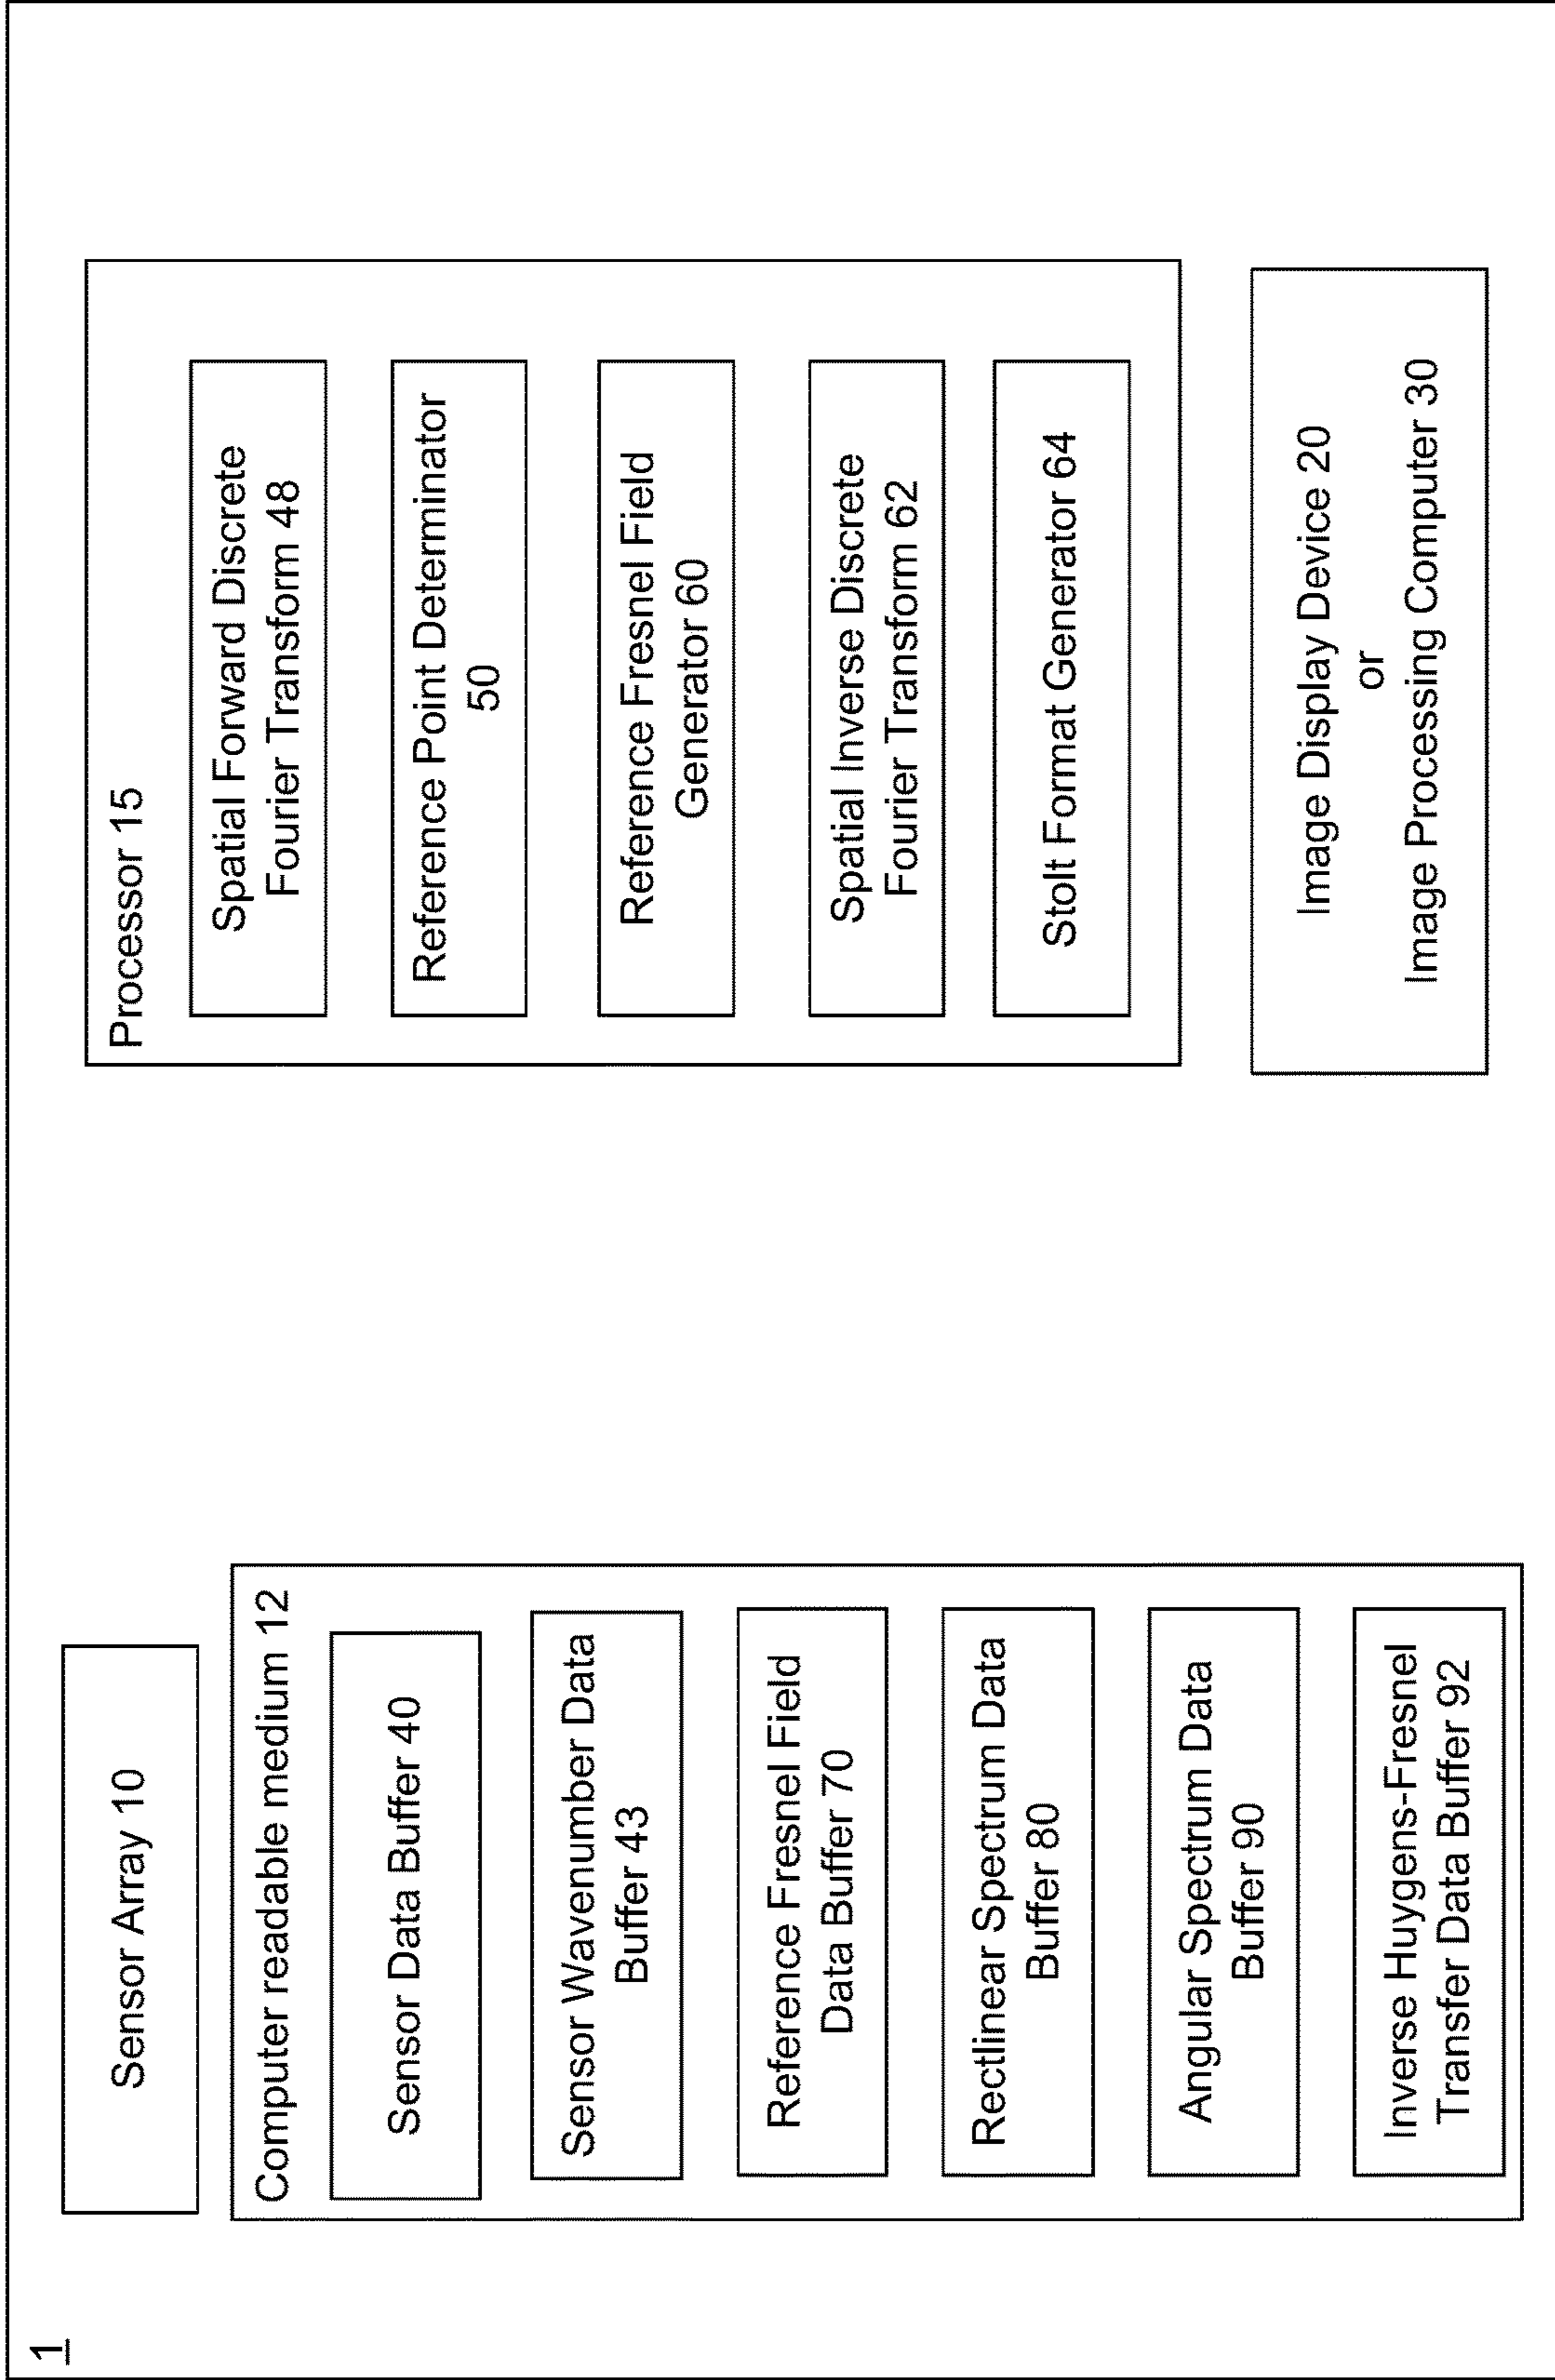 1
Sensor Array 10
Computer readable medium 12
Sensor Data Buffer 40
Sensor Wavenumber Data
Buffer 43
Reference Fresnel Field
Data Buffer 70
Rectlinear Spectrum Data
Buffer 80
Angular Spectrum Data
Buffer 90
Inverse Huygens-Fresnel
Transfer Data Buffer 92
Processor 15
Spatial Forward Discrete
Fourier Transform 48
Reference Point Determinator
50
Reference Fresnel Field
Generator 60
Spatial Inverse Discrete
Fourier Transform 62
Stolt Format Generator 64
Image Display Device 20
or
Image Processing Computer 30